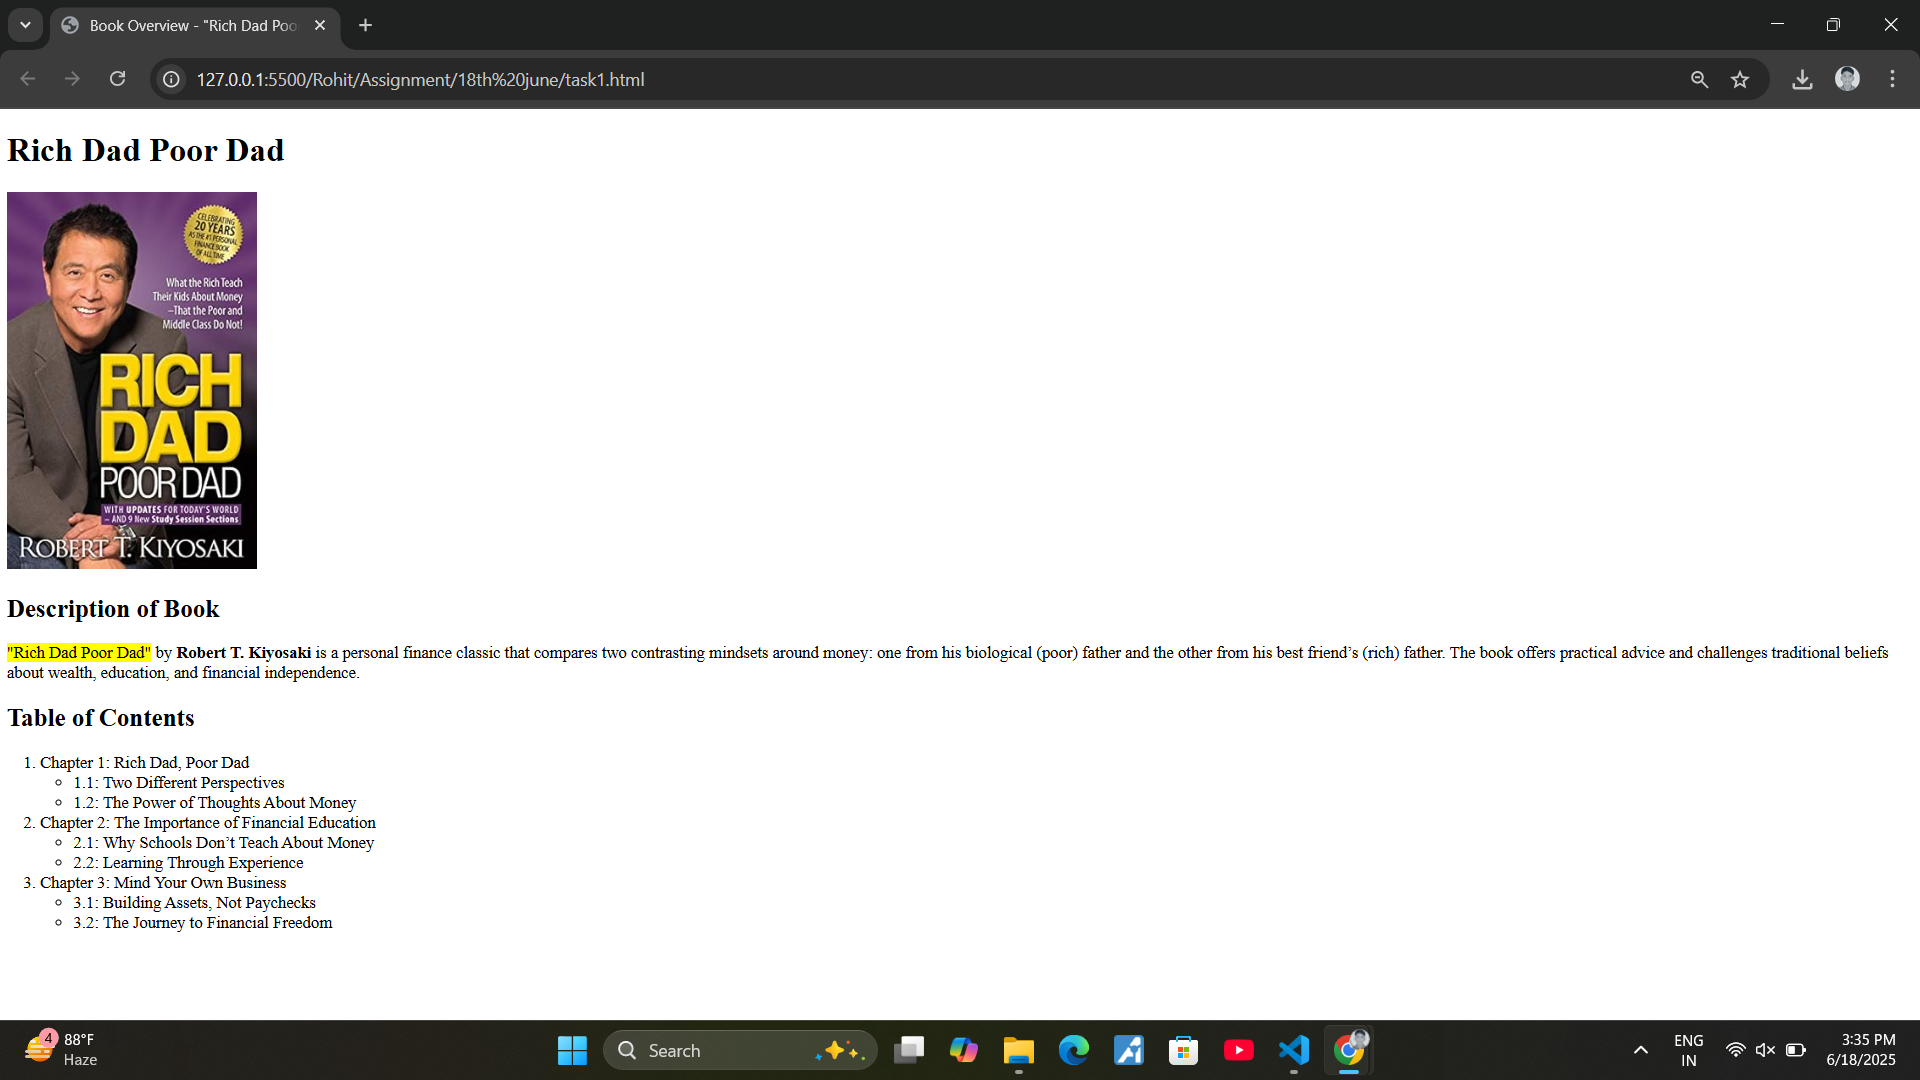 Book Overview - "Rich Dad Poo
127.0.0.1:5500/Rohit/Assignment/18th%20june/task1.html
Rich Dad Poor Dad
CELEBRATING
20 YEARS
AS THE #1 PERSONAL
FINANCE BOOK
OF ALL TIME
What the Rich Teach
Their Kids About Money
–That the Poor and
Middle Class Do Not!
RICH
DAD
POOR DAD
WITH UPDATES FOR TODAY'S WORLD
– AND 9 New Study Session Sections
ROBERT T. KIYOSAKI
Description of Book
"Rich Dad Poor Dad" by Robert T. Kiyosaki is a personal finance classic that compares two contrasting mindsets around money: one from his biological (poor) father and the other from his best friend’s (rich) father. The book offers practical advice and challenges traditional beliefs
about wealth, education, and financial independence.
Table of Contents
1. Chapter 1: Rich Dad, Poor Dad
1.1: Two Different Perspectives
1.2: The Power of Thoughts About Money
2. Chapter 2: The Importance of Financial Education
2.1: Why Schools Don’t Teach About Money
2.2: Learning Through Experience
3. Chapter 3: Mind Your Own Business
3.1: Building Assets, Not Paychecks
3.2: The Journey to Financial Freedom
4
88°F
Haze
Search
ENG
IN
3:35 PM
6/18/2025